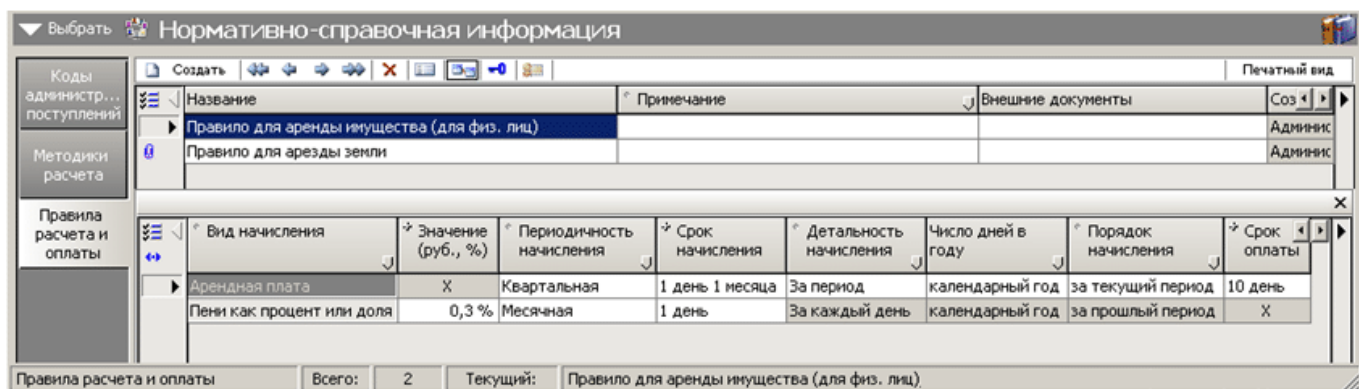 Выбрать Нормативно-справочная информация
Коды
администр...
поступлений
Методики
расчета
Правила
расчета и
оплаты
Создать Печатный вид
Название Примечание Внешние документы Соз
Правило для аренды имущества (для физ. лиц) Админис
Правило для арезды земли Админис
Вид начисления Значение (руб., %) Периодичность начисления Срок начисления Детальность начисления Число дней в году Порядок начисления Срок оплаты
Арендная плата X Квартальная 1 день 1 месяца За период календарный год за текущий период 10 день
Пени как процент или доля 0,3 % Месячная 1 день За каждый день календарный год за прошлый период X
Правила расчета и оплаты Всего: 2 Текущий: Правило для аренды имущества (для физ. лиц)